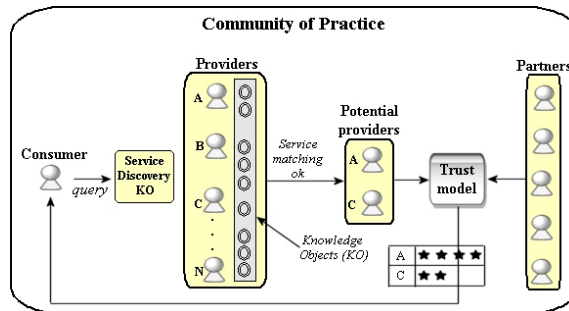 Community of Practice
Providers
Partners
A
Potential
providers
B
Service
matching
ok
Consumer
Service
Discovery
KO
A
Trust
model
query
C
C
Knowledge
Objects (KO)
A
N
C